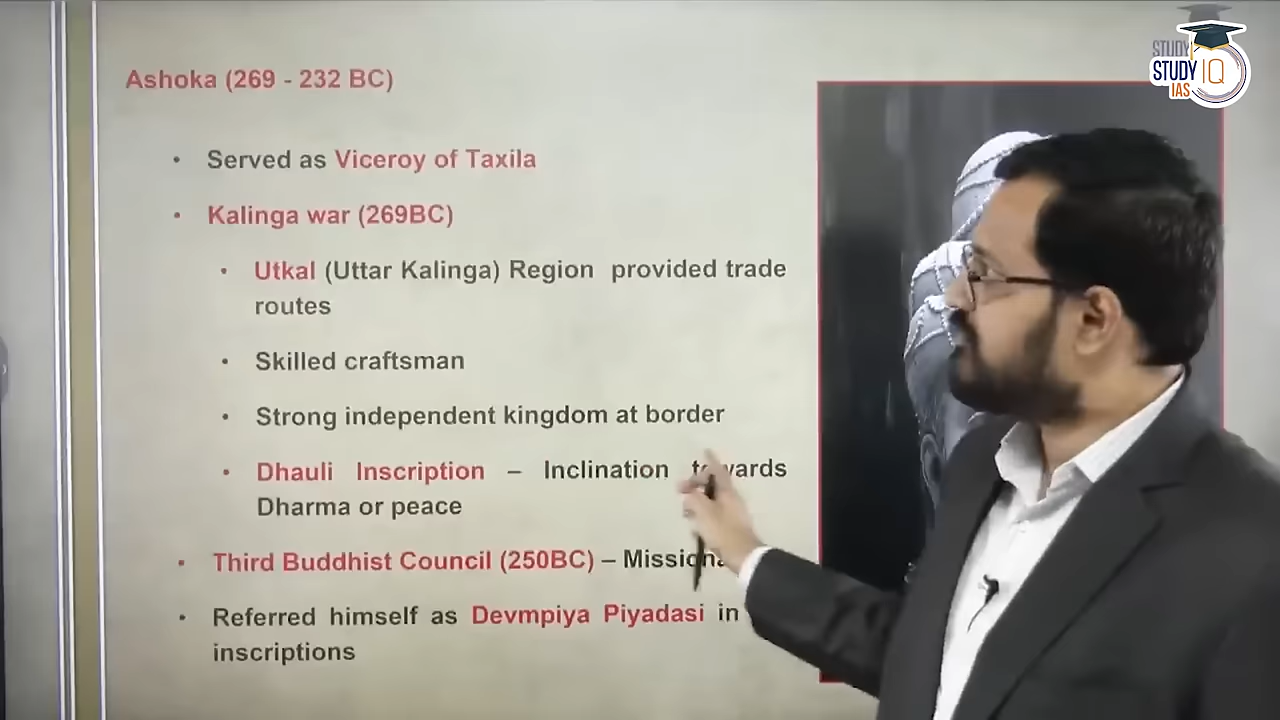 Ashoka (269 - 232 BC)
• Served as Viceroy of Taxila
• Kalinga war (269BC)
• Utkal (Uttar Kalinga) Region provided trade
routes
• Skilled craftsman
• Strong independent kingdom at border
• Dhauli Inscription – Inclination towards
Dharma or peace
• Third Buddhist Council (250BC) –
• Referred himself as Devmpiya Piyadasi in
inscriptions
STUDY
STUDY IQ
IAS